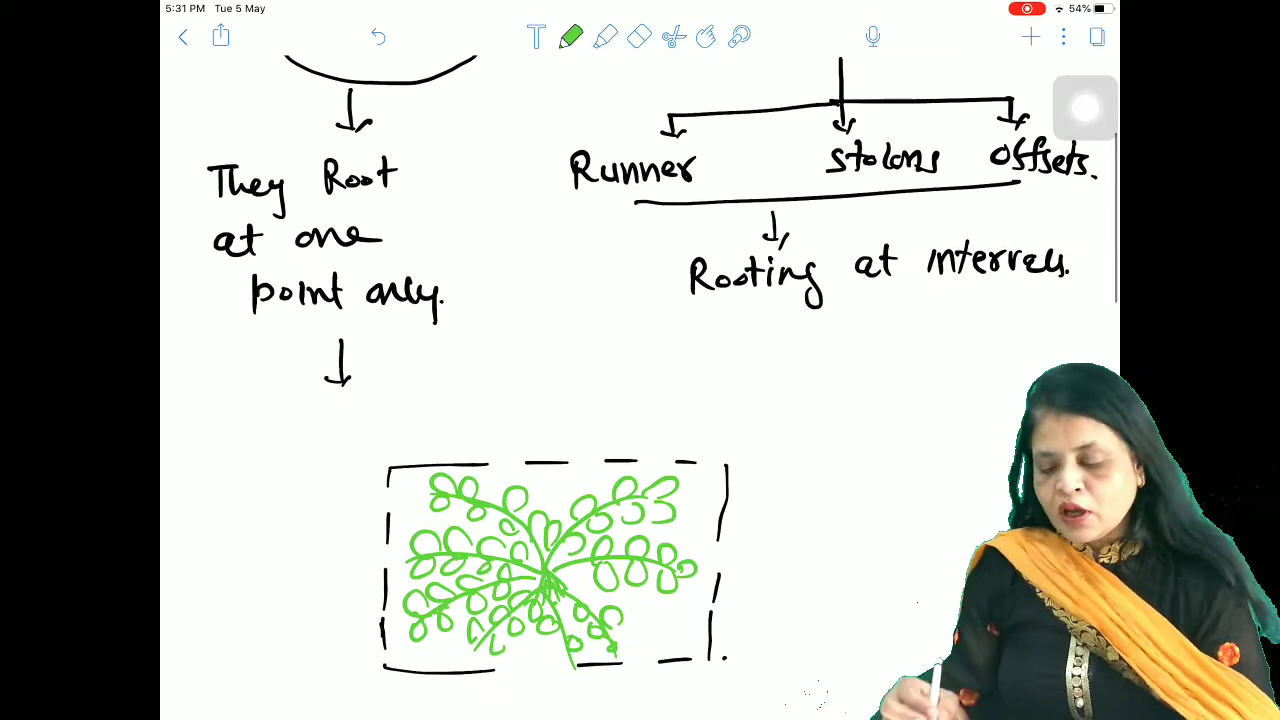 5:31 PM Tue 5 May
54%
T
They Root
at one
point only.
Runner
stolons
offsets.
Rooting at intervals.